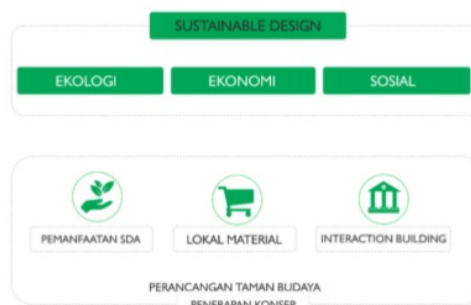 SUSTAINABLE DESIGN
EKOLOGI EKONOMI SOSIAL
PEMANFAATAN SDA LOKAL MATERIAL INTERACTION BUILDING
PERANCANGAN TAMAN BUDAYA
PENERAPAN KONSEP